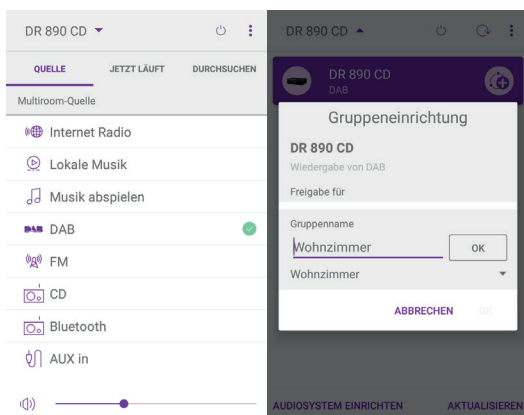 DR 890 CD
QUELLE JETZT LÄUFT DURCHSUCHEN
Multiroom-Quelle
Internet Radio
Lokale Musik
Musik abspielen
DAB DAB
FM
CD
Bluetooth
AUX in
DR 890 CD
DR 890 CD
DAB
Gruppeneinrichtung
DR 890 CD
Wiedergabe von DAB
Freigabe für
Gruppenname
Wohnzimmer OK
Wohnzimmer
ABBRECHEN OK
AUDIOSYSTEM EINRICHTEN AKTUALISIEREN